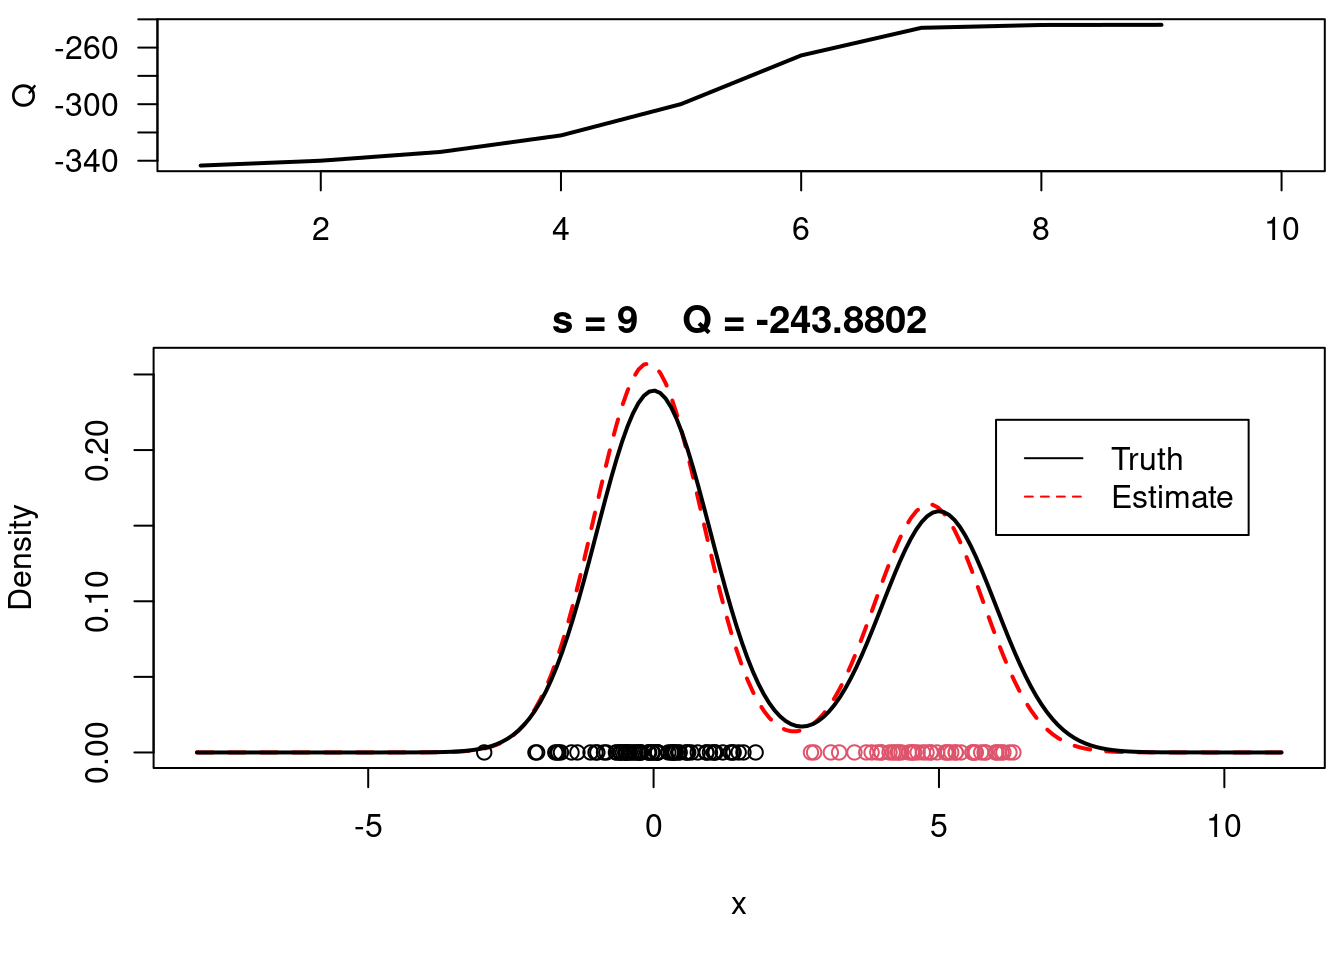 Q
-260
-300
-340
2 4 6 8 10
s = 9 Q = -243.8802
Density
0.20
0.10
0.00
Truth
Estimate
-5 0 5 10
x